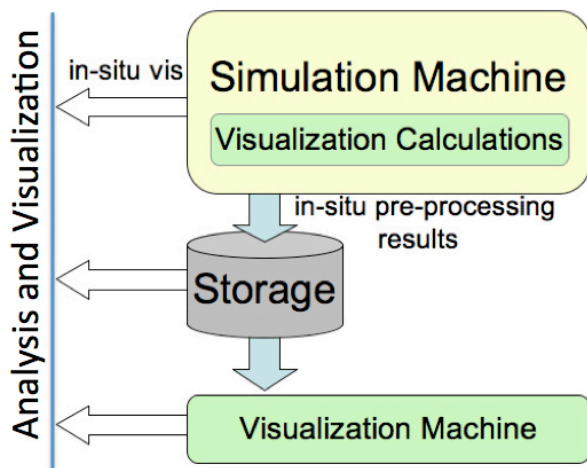 Analysis and Visualization
in-situ vis
Simulation Machine
Visualization Calculations
in-situ pre-processing
results
Storage
Visualization Machine